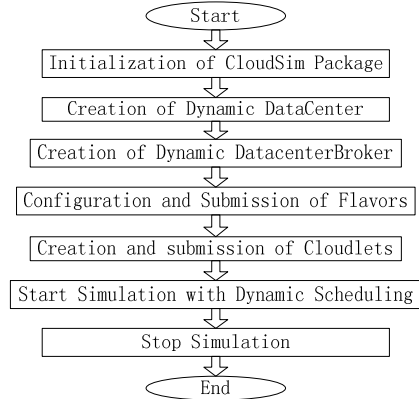 Start
Initialization of CloudSim Package
Creation of Dynamic DataCenter
Creation of Dynamic DatacenterBroker
Configuration and Submission of Flavors
Creation and submission of Cloudlets
Start Simulation with Dynamic Scheduling
Stop Simulation
End